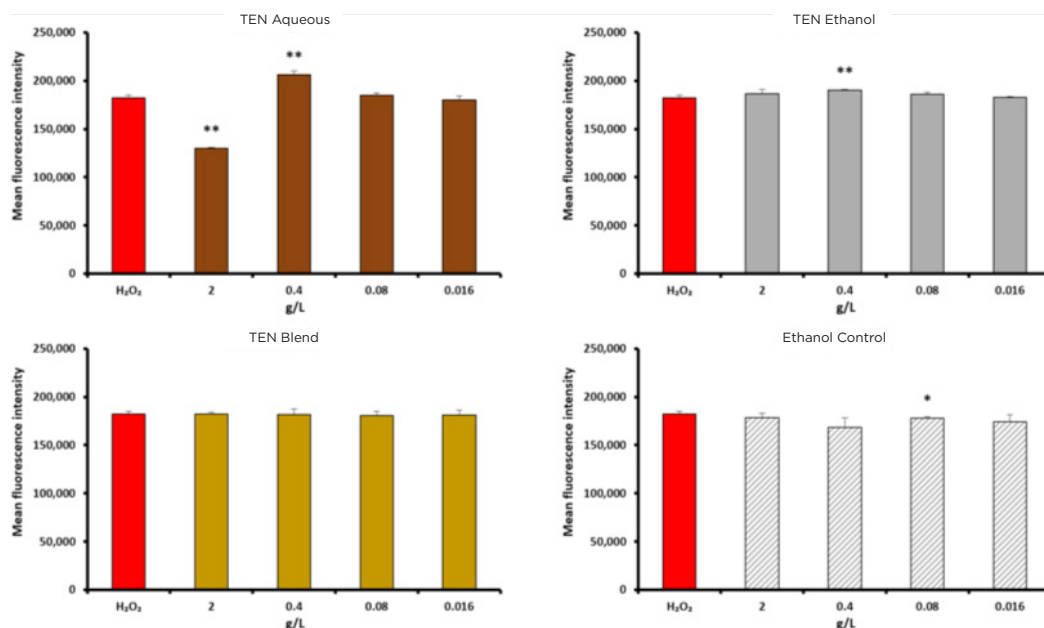 TEN Aqueous
Mean fluorescence intensity
250,000
200,000
150,000
100,000
50,000
0
**
**
H₂O₂ 2 0.4 0.08 0.016
g/L
TEN Ethanol
Mean fluorescence intensity
250,000
200,000
150,000
100,000
50,000
0
**
H₂O₂ 2 0.4 0.08 0.016
g/L
TEN Blend
Mean fluorescence intensity
250,000
200,000
150,000
100,000
50,000
0
H₂O₂ 2 0.4 0.08 0.016
g/L
Ethanol Control
Mean fluorescence intensity
250,000
200,000
150,000
100,000
50,000
0
*
H₂O₂ 2 0.4 0.08 0.016
g/L